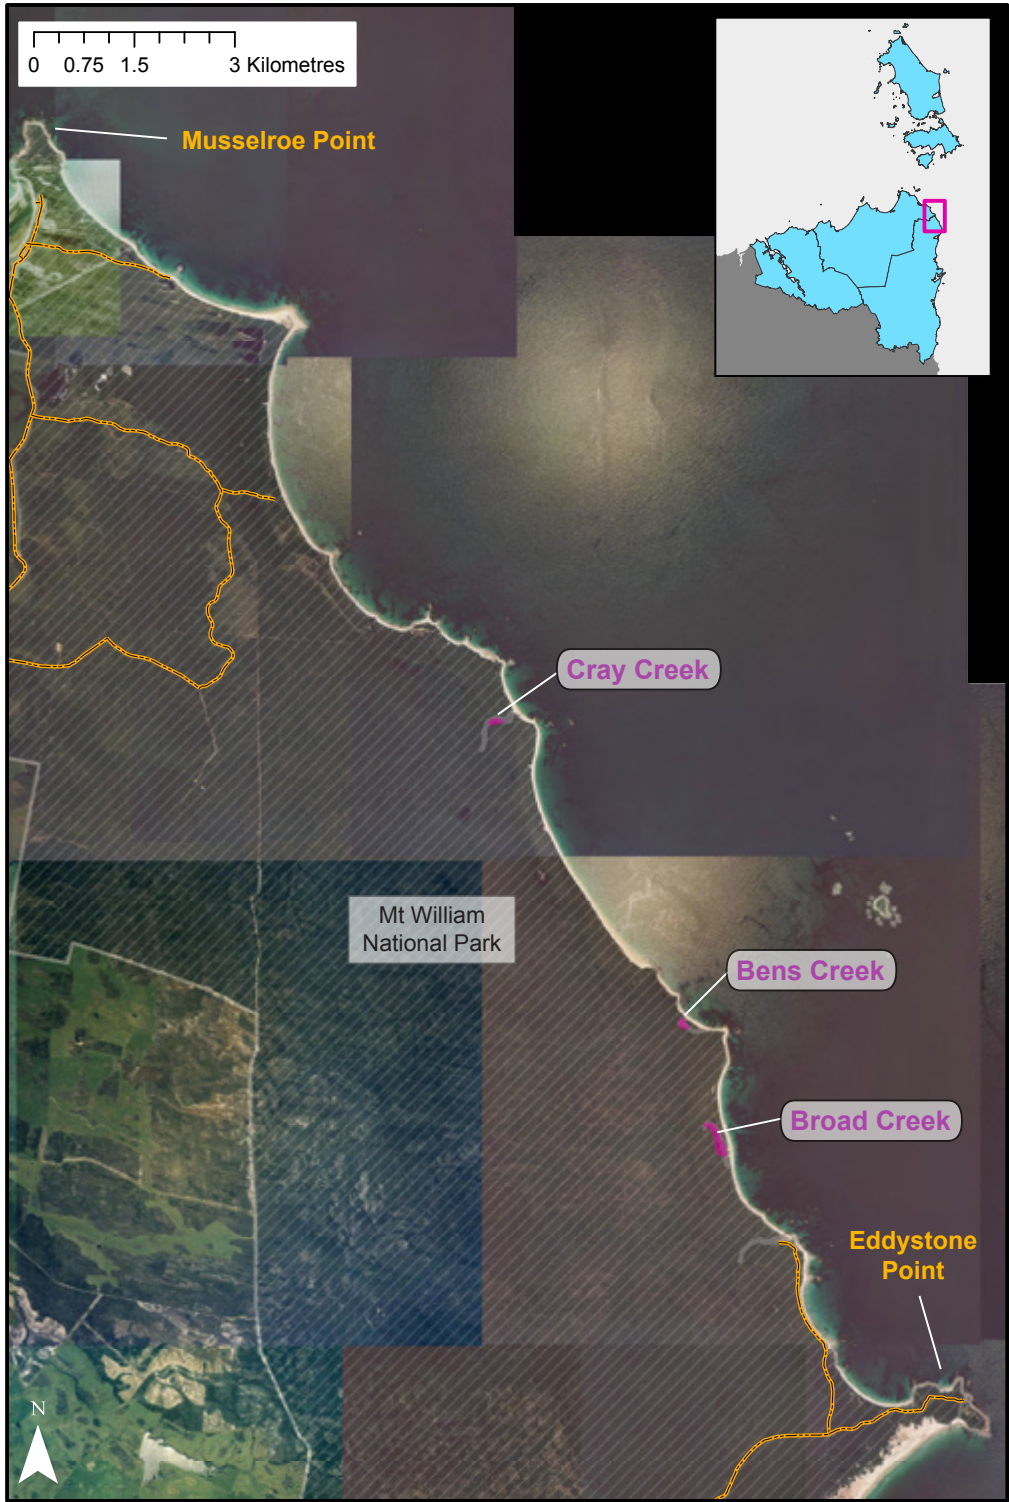 0 0.75 1.5 3 Kilometres
Musselroe Point
Cray Creek
Mt William
National Park
Bens Creek
Broad Creek
Eddystone
Point
N